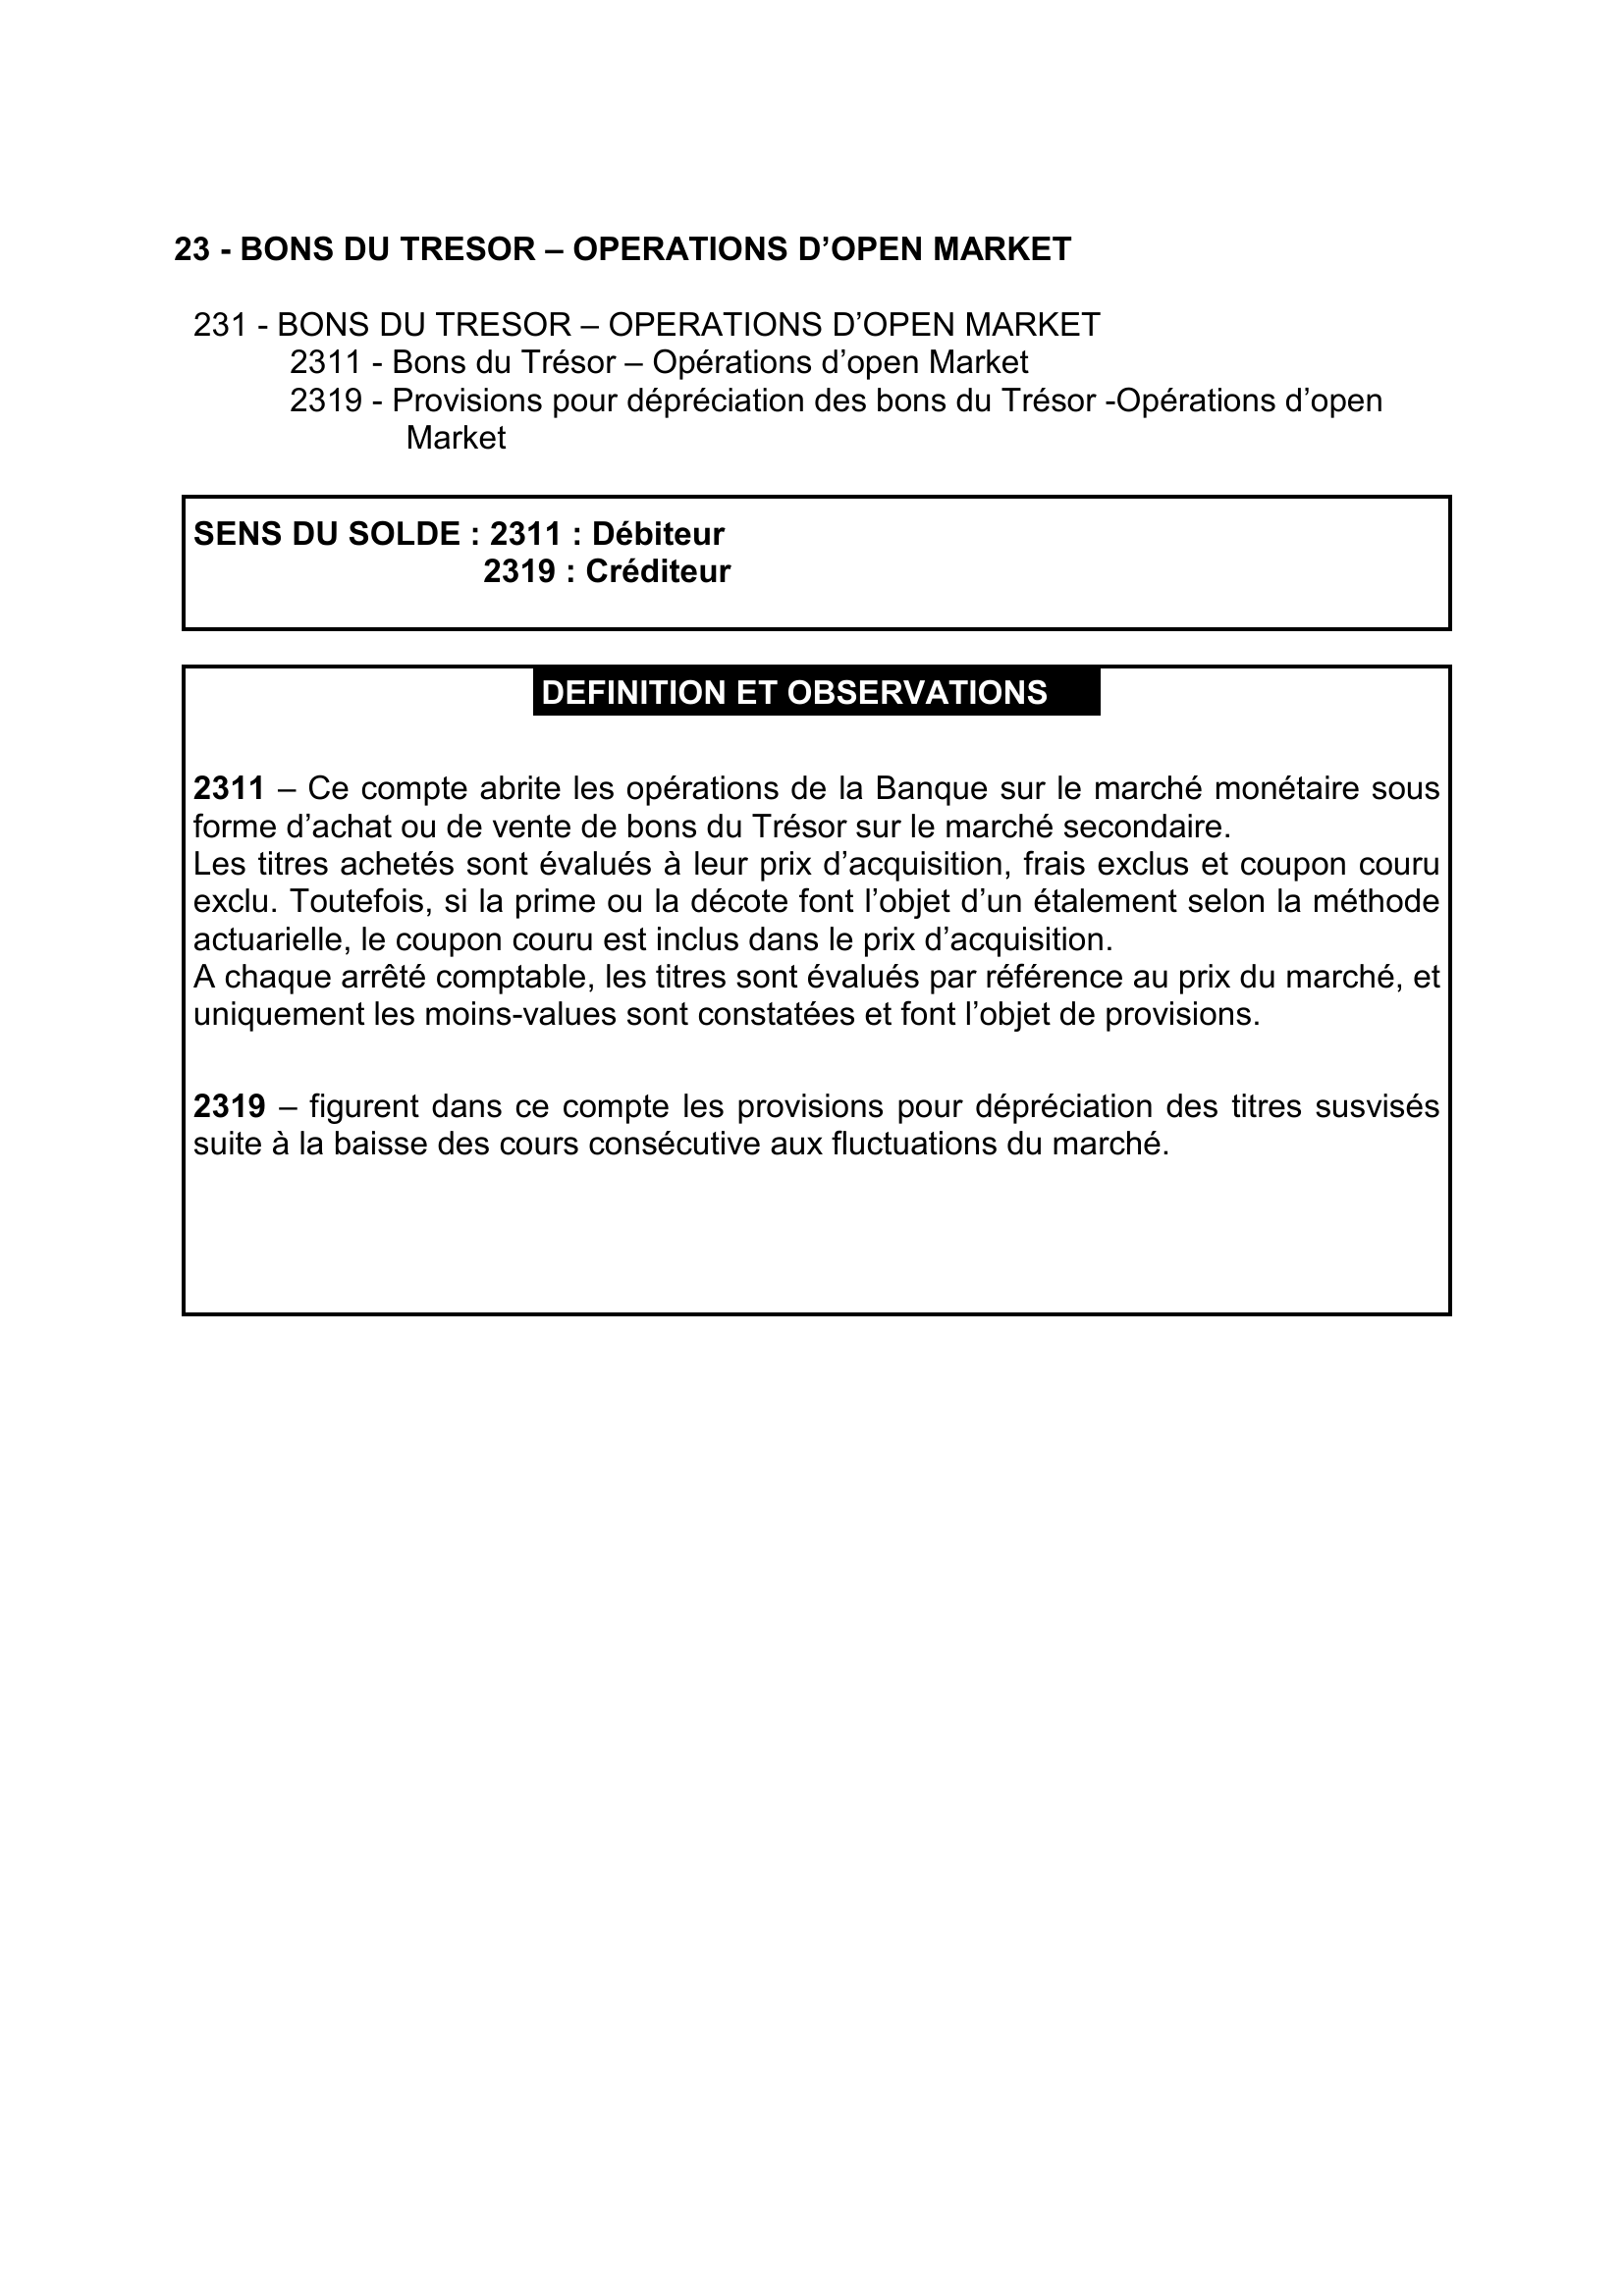 23 - BONS DU TRESOR – OPERATIONS D’OPEN MARKET
231 - BONS DU TRESOR – OPERATIONS D’OPEN MARKET
2311 - Bons du Trésor – Opérations d’open Market
2319 - Provisions pour dépréciation des bons du Trésor -Opérations d’open
Market
SENS DU SOLDE : 2311 : Débiteur
2319 : Créditeur
DEFINITION ET OBSERVATIONS
2311 – Ce compte abrite les opérations de la Banque sur le marché monétaire sous
forme d’achat ou de vente de bons du Trésor sur le marché secondaire.
Les titres achetés sont évalués à leur prix d’acquisition, frais exclus et coupon couru
exclu. Toutefois, si la prime ou la décote font l’objet d’un étalement selon la méthode
actuarielle, le coupon couru est inclus dans le prix d’acquisition.
A chaque arrêté comptable, les titres sont évalués par référence au prix du marché, et
uniquement les moins-values sont constatées et font l’objet de provisions.
2319 – figurent dans ce compte les provisions pour dépréciation des titres susvisés
suite à la baisse des cours consécutive aux fluctuations du marché.